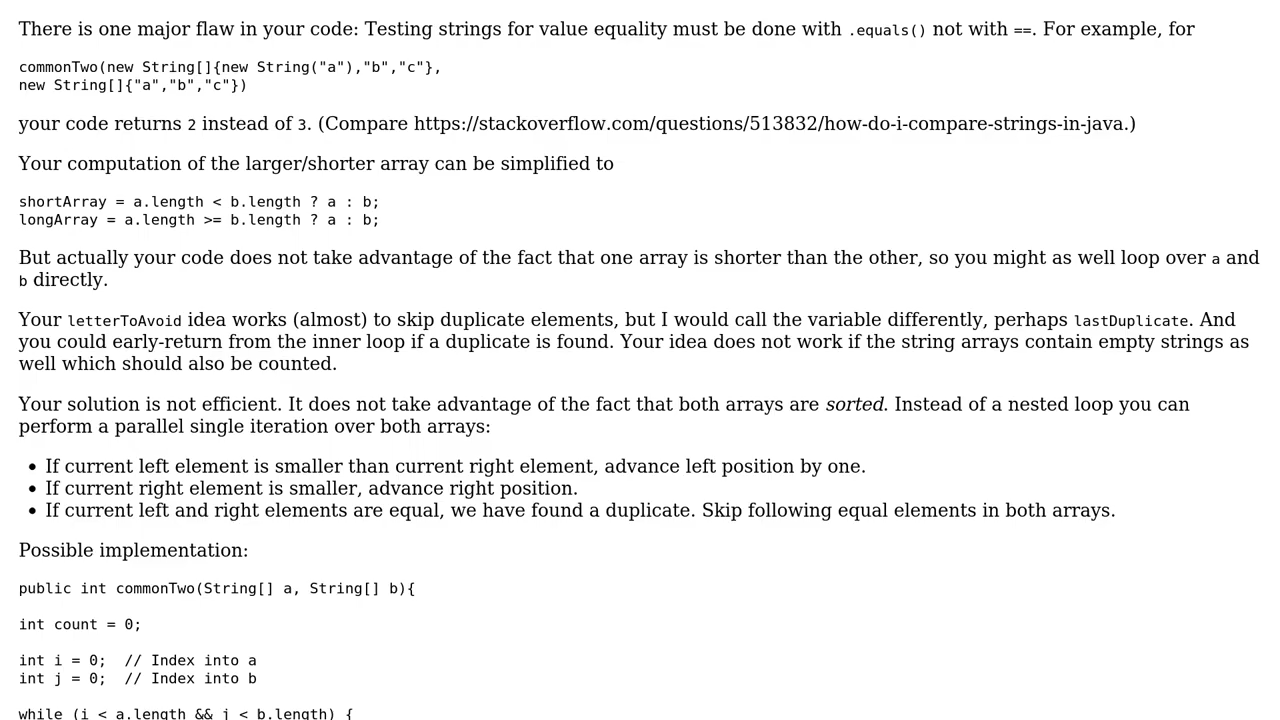 There is one major flaw in your code: Testing strings for value equality must be done with .equals() not with ==. For example, for
commonTwo(new String[]{new String("a"),"b","c"},
new String[]{"a","b","c"})
your code returns 2 instead of 3. (Compare https://stackoverflow.com/questions/513832/how-do-i-compare-strings-in-java.)
Your computation of the larger/shorter array can be simplified to
shortArray = a.length < b.length ? a : b;
longArray = a.length >= b.length ? a : b;
But actually your code does not take advantage of the fact that one array is shorter than the other, so you might as well loop over a and
b directly.
Your letterToAvoid idea works (almost) to skip duplicate elements, but I would call the variable differently, perhaps lastDuplicate. And
you could early-return from the inner loop if a duplicate is found. Your idea does not work if the string arrays contain empty strings as
well which should also be counted.
Your solution is not efficient. It does not take advantage of the fact that both arrays are sorted. Instead of a nested loop you can
perform a parallel single iteration over both arrays:
• If current left element is smaller than current right element, advance left position by one.
• If current right element is smaller, advance right position.
• If current left and right elements are equal, we have found a duplicate. Skip following equal elements in both arrays.
Possible implementation:
public int commonTwo(String[] a, String[] b){
int count = 0;
int i = 0;  // Index into a
int j = 0;  // Index into b
while (i < a.length && j < b.length) {